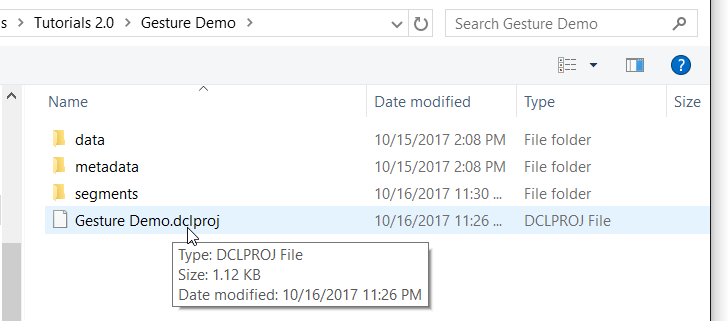 s > Tutorials 2.0 > Gesture Demo >
Search Gesture Demo
?
Name Date modified Type Size
data 10/15/2017 2:08 PM File folder
metadata 10/15/2017 2:08 PM File folder
segments 10/16/2017 11:30 ... File folder
Gesture Demo.dclproj 10/16/2017 11:26 ... DCLPROJ File
Type: DCLPROJ File
Size: 1.12 KB
Date modified: 10/16/2017 11:26 PM